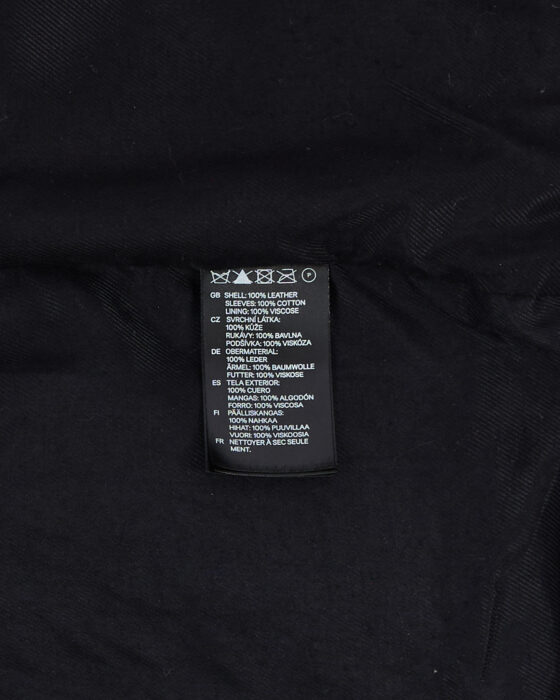 P
GB SHELL: 100% LEATHER
SLEEVES: 100% COTTON
LINING: 100% VISCOSE
CZ SVRCHNÍ LÁTKA:
100% KŮŽE
RUKÁVY: 100% BAVLNA
PODŠÍVKA: 100% VISKÓZA
DE OBERMATERIAL:
100% LEDER
ÄRMEL: 100% BAUMWOLLE
FUTTER: 100% VISKOSE
ES TELA EXTERIOR:
100% CUERO
MANGAS: 100% ALGODÓN
FORRO: 100% VISCOSA
FI PÄÄLLISKANGAS:
100% NAHKAA
HIHAT: 100% PUUVILLAA
VUORI: 100% VISKOOSIA
FR NETTOYER À SEC SEULE
MENT.